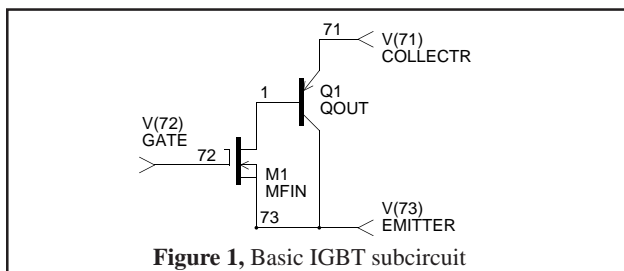 71
V(71)
COLLECTR
1
Q1
QOUT
V(72)
GATE
72
M1
MFIN
73
V(73)
EMITTER
Figure 1, Basic IGBT subcircuit